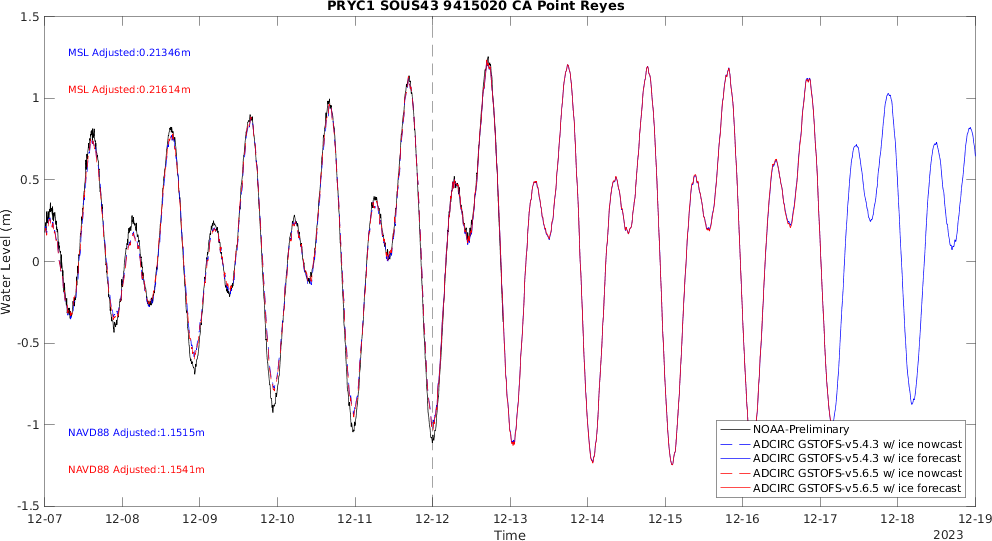 PRYC1 SOUS43 9415020 CA Point Reyes
1.5
1
0.5
0
-0.5
-1
-1.5
Water Level (m)
MSL Adjusted:0.21346m
MSL Adjusted:0.21614m
NAVD88 Adjusted:1.1515m
NAVD88 Adjusted:1.1541m
NOAA-Preliminary
ADCIRC GSTOFS-v5.4.3 w/ ice nowcast
ADCIRC GSTOFS-v5.4.3 w/ ice forecast
ADCIRC GSTOFS-v5.6.5 w/ ice nowcast
ADCIRC GSTOFS-v5.6.5 w/ ice forecast
12-07 12-08 12-09 12-10 12-11 12-12 12-13 12-14 12-15 12-16 12-17 12-18 12-19
Time
2023